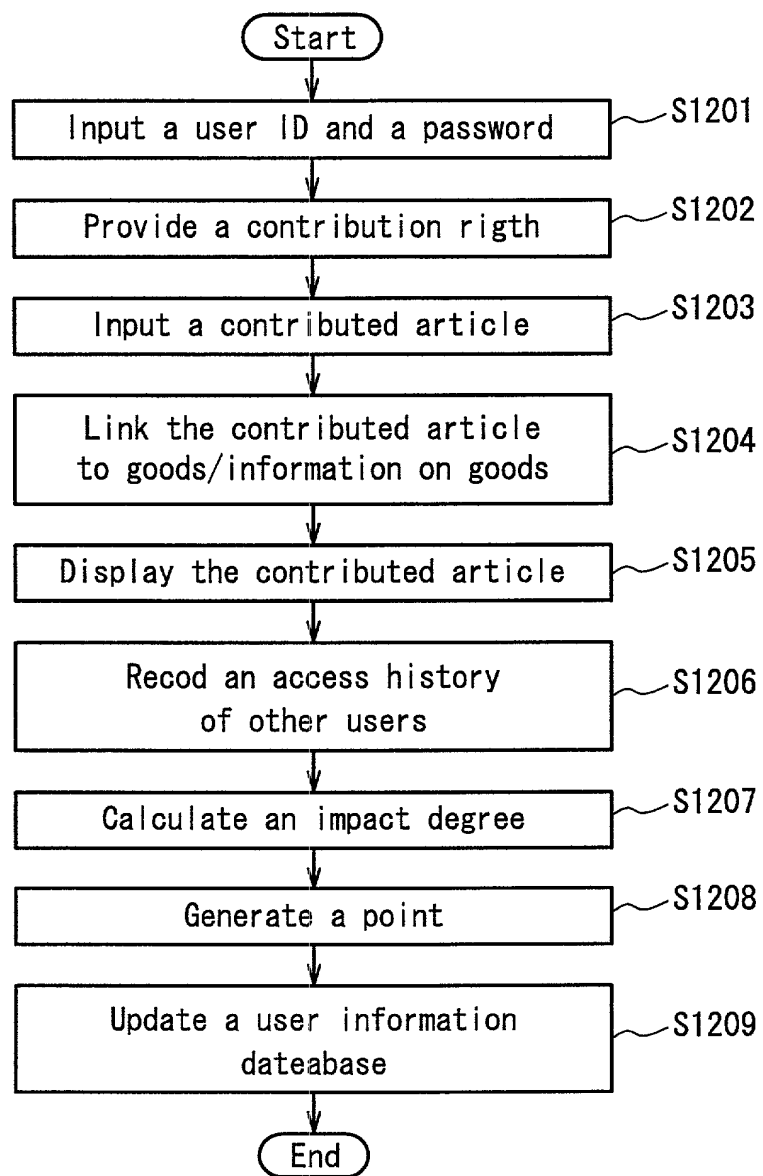 Start
Input a user ID and a password
S1201
Provide a contribution rigth
S1202
Input a contributed article
S1203
Link the contributed article
to goods/information on goods
S1204
Display the contributed article
S1205
Recod an access history
of other users
S1206
Calculate an impact degree
S1207
Generate a point
S1208
Update a user information
dateabase
S1209
End